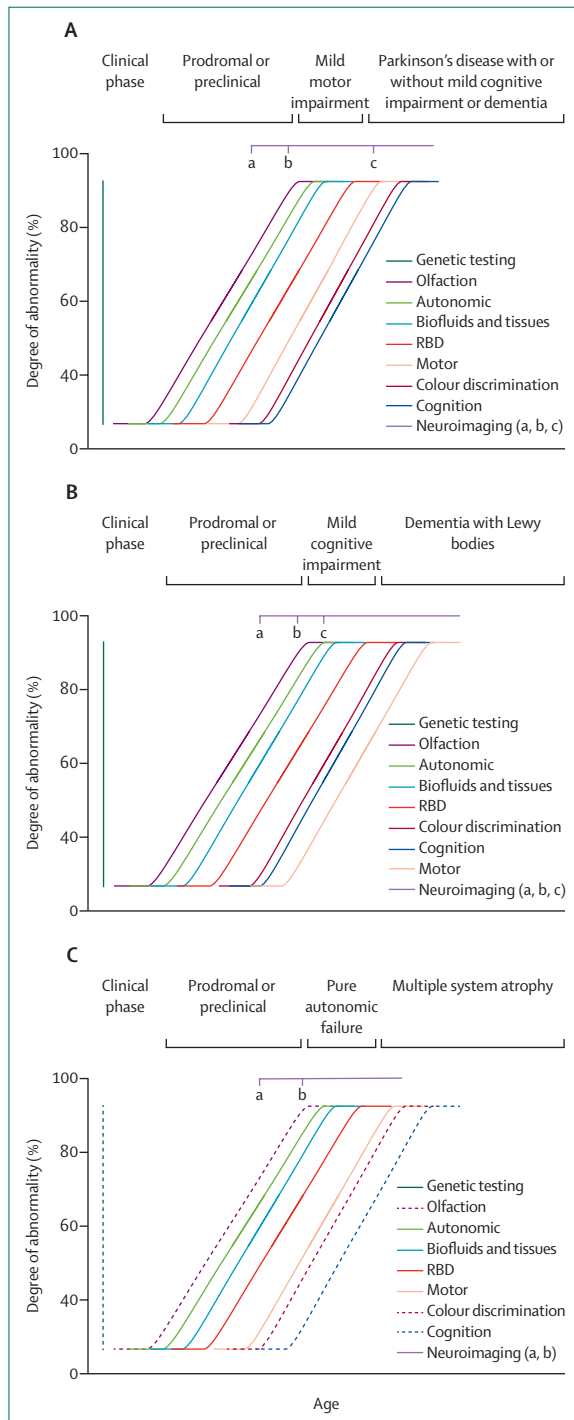 A
Clinical
phase
Prodromal or
preclinical
Mild
motor
impairment
Parkinson's disease with or
without mild cognitive
impairment or dementia
100
80
60
40
0
Degree of abnormality (%)
a
b
c
Genetic testing
Olfaction
Autonomic
Biofluids and tissues
RBD
Motor
Colour discrimination
Cognition
Neuroimaging (a, b, c)
B
Clinical
phase
Prodromal or
preclinical
Mild
cognitive
impairment
Dementia with Lewy
bodies
100
80
60
40
0
Degree of abnormality (%)
a
b
c
Genetic testing
Olfaction
Autonomic
Biofluids and tissues
RBD
Colour discrimination
Cognition
Motor
Neuroimaging (a, b, c)
C
Clinical
phase
Prodromal or
preclinical
Pure
autonomic
failure
Multiple system atrophy
100
80
60
40
0
Degree of abnormality (%)
a
b
Genetic testing
Olfaction
Autonomic
Biofluids and tissues
RBD
Motor
Colour discrimination
Cognition
Neuroimaging (a, b)
Age